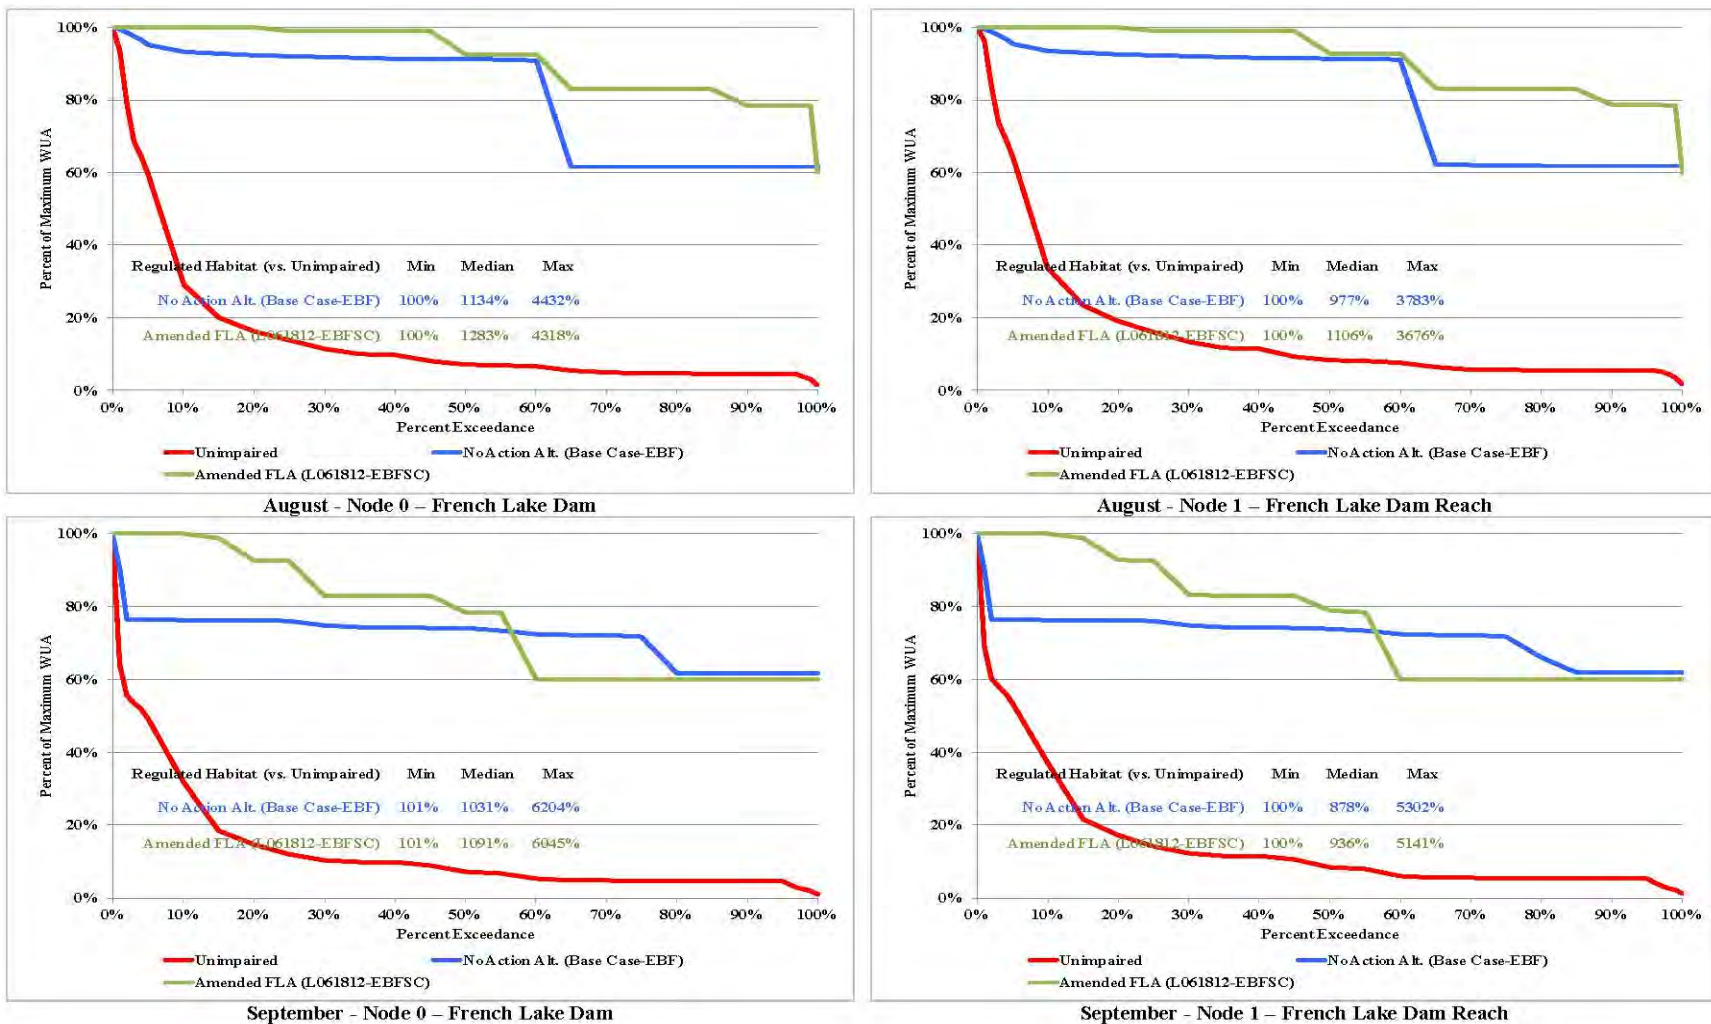 100%
80%
60%
40%
20%
0%
Percent of Maximum WUA
Regulated Habitat (vs. Unimpaired) Min Median Max
No Action Alt. (Base Case-EBF) 100% 1134% 4432%
Amended FLA (L061812-EBFSC) 100% 1283% 4318%
0% 10% 20% 30% 40% 50% 60% 70% 80% 90% 100%
Percent Exceedance
Unimpaired No Action Alt. (Base Case-EBF)
Amended FLA (L061812-EBFSC)
August - Node 0 – French Lake Dam
100%
80%
60%
40%
20%
0%
Percent of Maximum WUA
Regulated Habitat (vs. Unimpaired) Min Median Max
No Action Alt. (Base Case-EBF) 100% 977% 3783%
Amended FLA (L061812-EBFSC) 100% 1106% 3676%
0% 10% 20% 30% 40% 50% 60% 70% 80% 90% 100%
Percent Exceedance
Unimpaired No Action Alt. (Base Case-EBF)
Amended FLA (L061812-EBFSC)
August - Node 1 – French Lake Dam Reach
100%
80%
60%
40%
20%
0%
Percent of Maximum WUA
Regulated Habitat (vs. Unimpaired) Min Median Max
No Action Alt. (Base Case-EBF) 101% 1031% 6204%
Amended FLA (L061812-EBFSC) 101% 1091% 6045%
0% 10% 20% 30% 40% 50% 60% 70% 80% 90% 100%
Percent Exceedance
Unimpaired No Action Alt. (Base Case-EBF)
Amended FLA (L061812-EBFSC)
September - Node 0 – French Lake Dam
100%
80%
60%
40%
20%
0%
Percent of Maximum WUA
Regulated Habitat (vs. Unimpaired) Min Median Max
No Action Alt. (Base Case-EBF) 100% 878% 5302%
Amended FLA (L061812-EBFSC) 100% 936% 5141%
0% 10% 20% 30% 40% 50% 60% 70% 80% 90% 100%
Percent Exceedance
Unimpaired No Action Alt. (Base Case-EBF)
Amended FLA (L061812-EBFSC)
September - Node 1 – French Lake Dam Reach